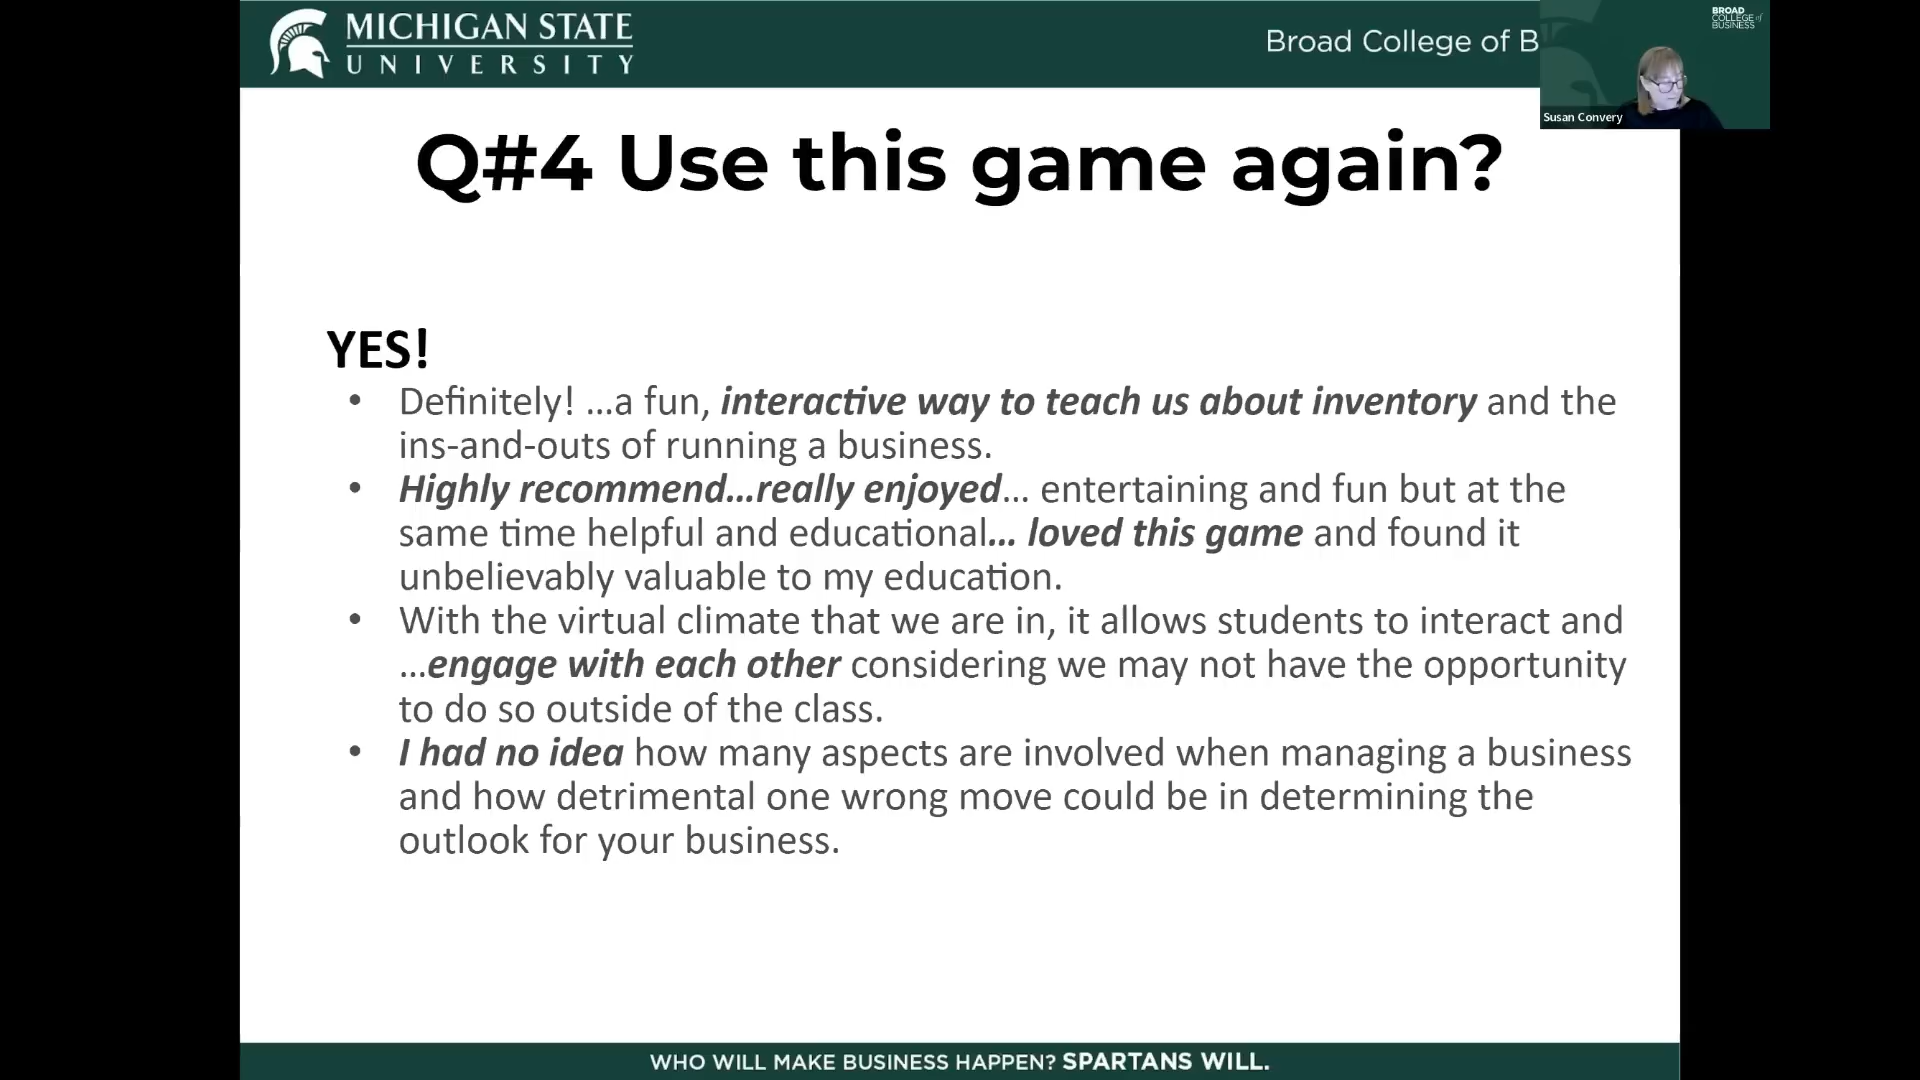 MICHIGAN STATE
UNIVERSITY
Broad College of B
BROAD
COLLEGE of
BUSINESS
Susan Convery
Q#4 Use this game again?
YES!
• Definitely! ...a fun, interactive way to teach us about inventory and the
ins-and-outs of running a business.
• Highly recommend...really enjoyed... entertaining and fun but at the
same time helpful and educational... loved this game and found it
unbelievably valuable to my education.
• With the virtual climate that we are in, it allows students to interact and
...engage with each other considering we may not have the opportunity
to do so outside of the class.
• I had no idea how many aspects are involved when managing a business
and how detrimental one wrong move could be in determining the
outlook for your business.
WHO WILL MAKE BUSINESS HAPPEN? SPARTANS WILL.